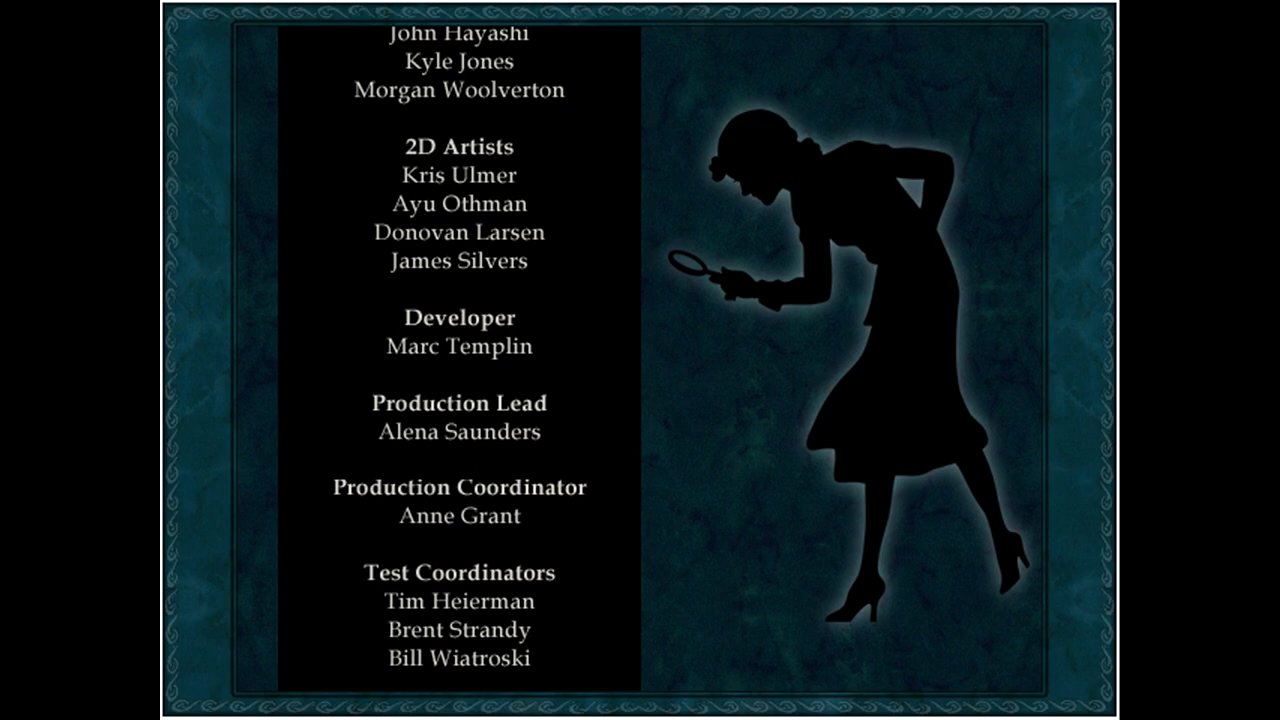 John Hayashi
Kyle Jones
Morgan Woolverton
2D Artists
Kris Ulmer
Ayu Othman
Donovan Larsen
James Silvers
Developer
Marc Templin
Production Lead
Alena Saunders
Production Coordinator
Anne Grant
Test Coordinators
Tim Heierman
Brent Strandy
Bill Wiatroski